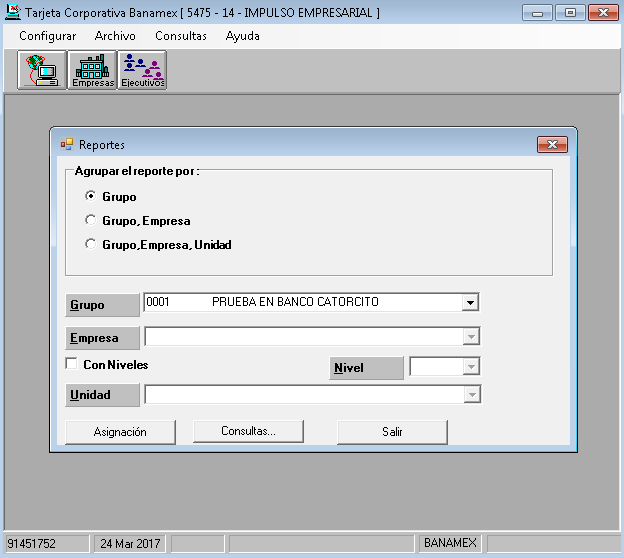 Tarjeta Corporativa Banamex [ 5475 - 14 - IMPULSO EMPRESARIAL ]
Configurar Archivo Consultas Ayuda
Empresas Ejecutivos
Reportes
Agrupar el reporte por :
Grupo
Grupo, Empresa
Grupo,Empresa, Unidad
Grupo 0001 PRUEBA EN BANCO CATORCITO
Empresa
Con Niveles Nivel
Unidad
Asignación Consultas... Salir
91451752 24 Mar 2017 BANAMEX